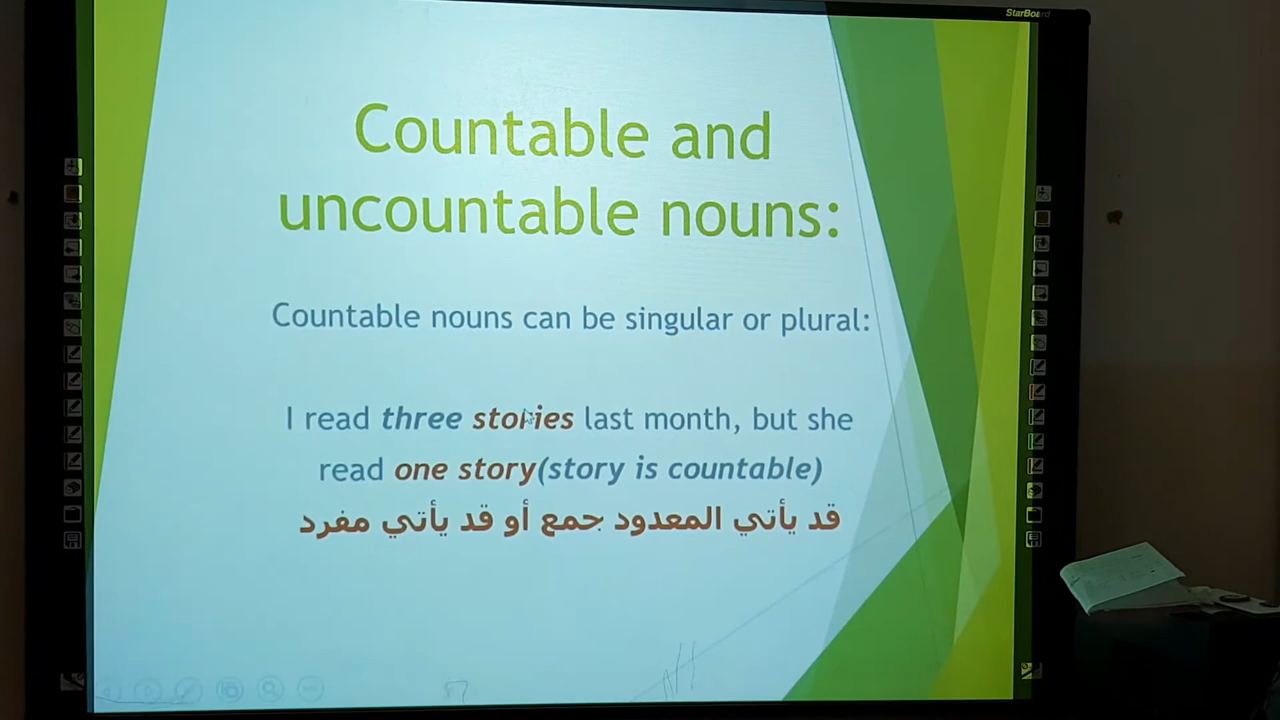 StarBoard
Countable and
uncountable nouns:
Countable nouns can be singular or plural:
I read three stories last month, but she
read one story(story is countable)
قد يأتي المعدود جمع أو قد يأتي مفرد